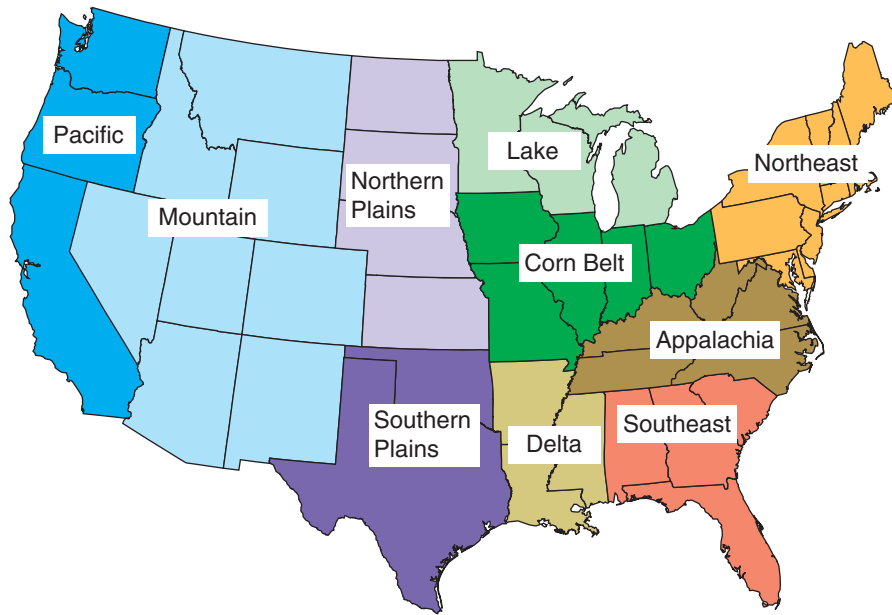 Pacific
Mountain
Northern
Plains
Lake
Northeast
Corn Belt
Appalachia
Southern
Plains
Delta
Southeast